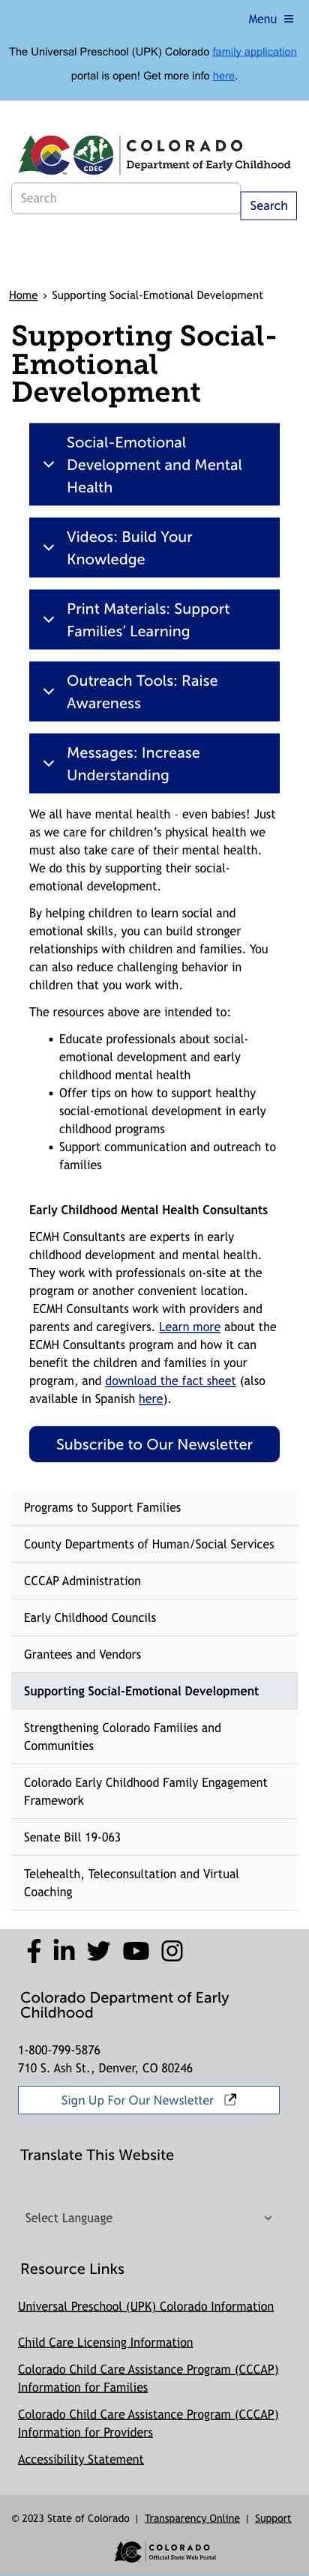 Menu
The Universal Preschool (UPK) Colorado family application
portal is open! Get more info here.
COLORADO
CDEC
Department of Early Childhood
Search
Search
Home › Supporting Social-Emotional Development
Supporting Social-
Emotional
Development
Social-Emotional
Development and Mental
Health
Videos: Build Your
Knowledge
Print Materials: Support
Families’ Learning
Outreach Tools: Raise
Awareness
Messages: Increase
Understanding
We all have mental health - even babies! Just
as we care for children’s physical health we
must also take care of their mental health.
We do this by supporting their social-
emotional development.
By helping children to learn social and
emotional skills, you can build stronger
relationships with children and families. You
can also reduce challenging behavior in
children that you work with.
The resources above are intended to:
• Educate professionals about social-
emotional development and early
childhood mental health
• Offer tips on how to support healthy
social-emotional development in early
childhood programs
• Support communication and outreach to
families
Early Childhood Mental Health Consultants
ECMH Consultants are experts in early
childhood development and mental health.
They work with professionals on-site at the
program or another convenient location.
ECMH Consultants work with providers and
parents and caregivers. Learn more about the
ECMH Consultants program and how it can
benefit the children and families in your
program, and download the fact sheet (also
available in Spanish here).
Subscribe to Our Newsletter
Programs to Support Families
County Departments of Human/Social Services
CCCAP Administration
Early Childhood Councils
Grantees and Vendors
Supporting Social-Emotional Development
Strengthening Colorado Families and
Communities
Colorado Early Childhood Family Engagement
Framework
Senate Bill 19-063
Telehealth, Teleconsultation and Virtual
Coaching
Colorado Department of Early
Childhood
1-800-799-5876
710 S. Ash St., Denver, CO 80246
Sign Up For Our Newsletter
Translate This Website
Select Language
Resource Links
Universal Preschool (UPK) Colorado Information
Child Care Licensing Information
Colorado Child Care Assistance Program (CCCAP)
Information for Families
Colorado Child Care Assistance Program (CCCAP)
Information for Providers
Accessibility Statement
© 2023 State of Colorado | Transparency Online | Support
COLORADO
Official State Web Portal